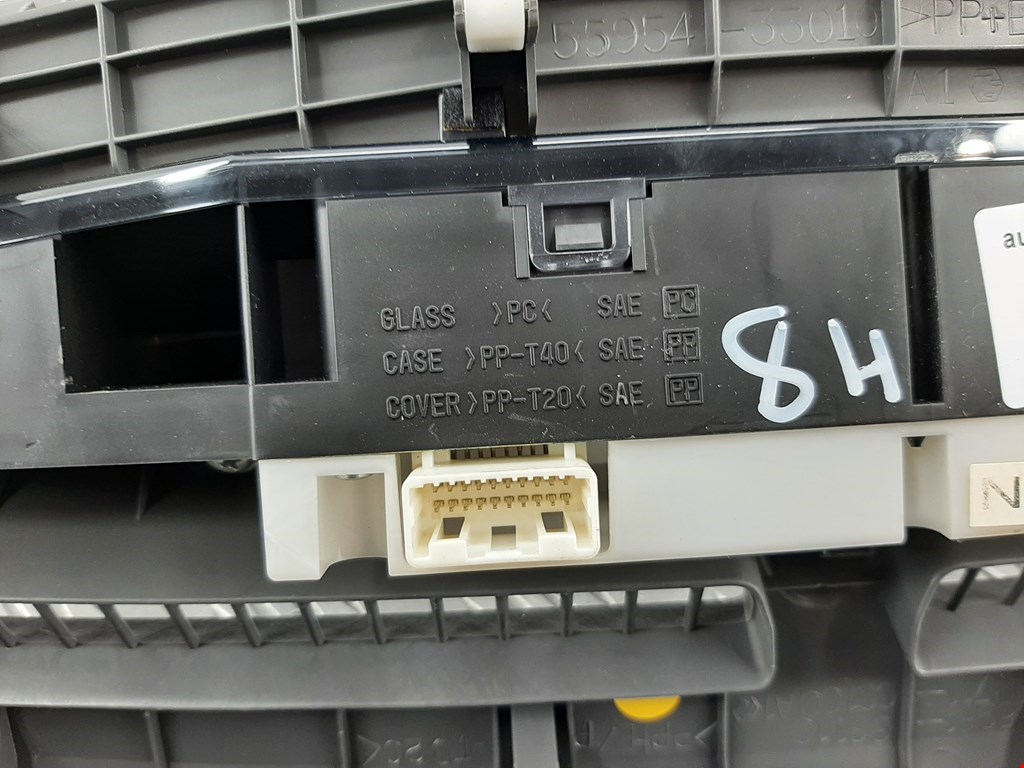 55954-33010 >PP+E
A1
GLASS >PC< SAE PC
CASE >PP-T40< SAE PP
COVER >PP-T20< SAE PP
8H
au
N